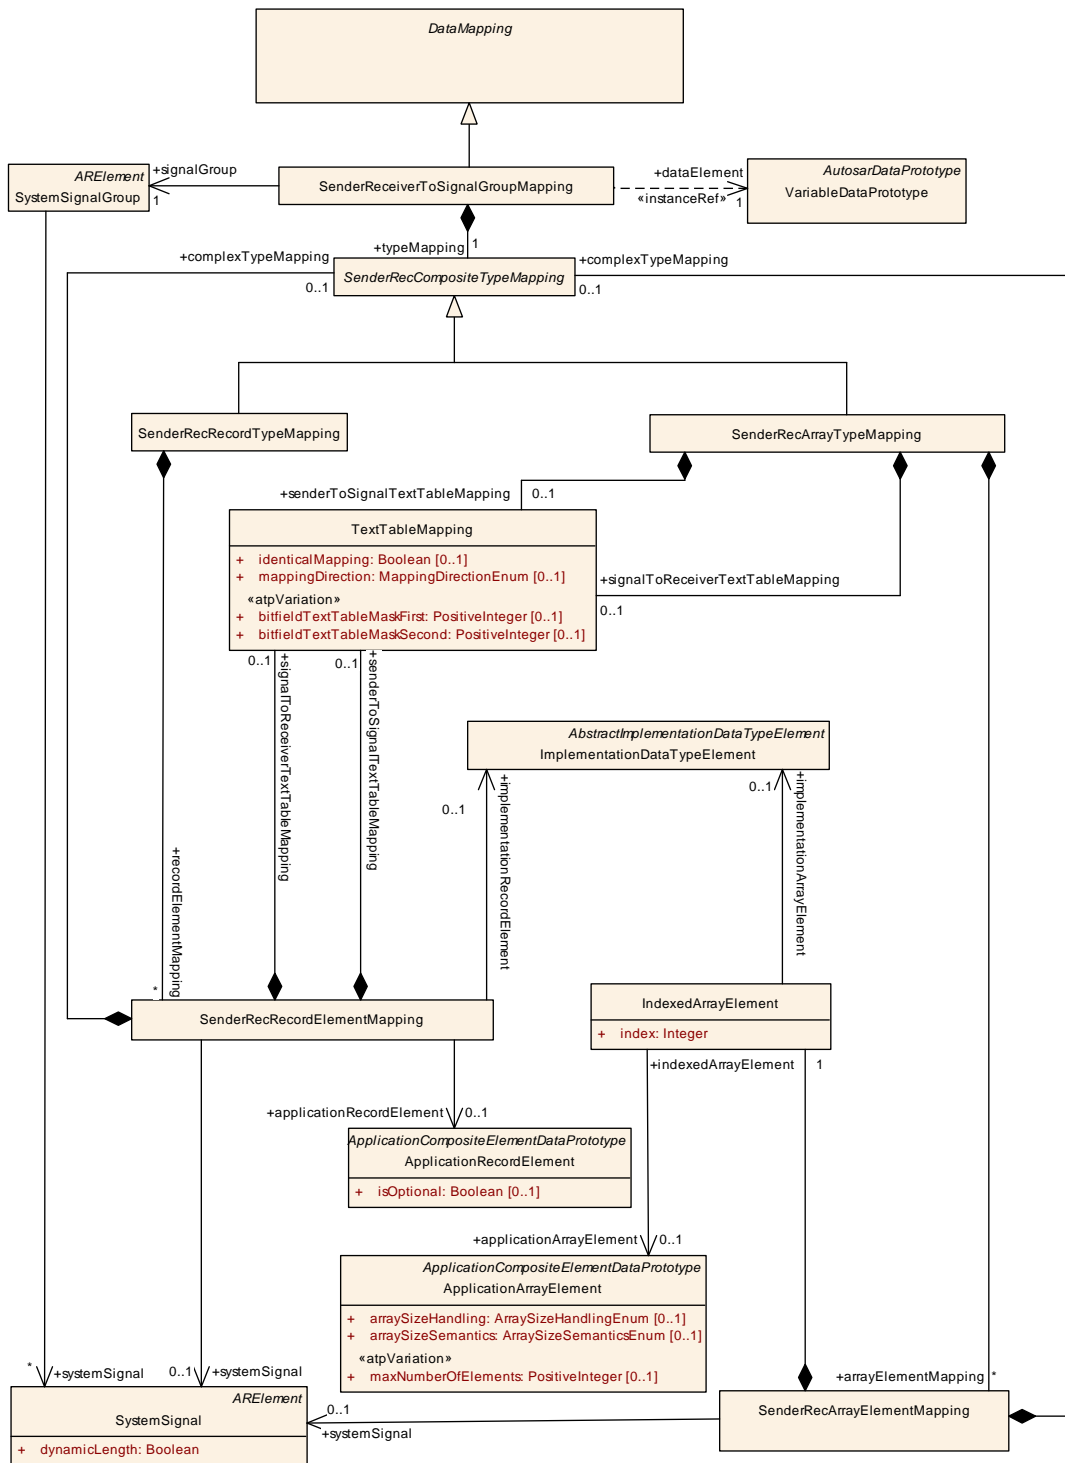 DataMapping
ARElement
SystemSignalGroup
+signalGroup
1
SenderReceiverToSignalGroupMapping
+dataElement
«instanceRef»
1
AutosarDataPrototype
VariableDataPrototype
+typeMapping
1
+complexTypeMapping
0..1
SenderRecCompositeTypeMapping
+complexTypeMapping
0..1
SenderRecRecordTypeMapping
SenderRecArrayTypeMapping
+senderToSignalTextTableMapping
0..1
TextTableMapping
+ identicalMapping: Boolean [0..1]
+ mappingDirection: MappingDirectionEnum [0..1]
«atpVariation»
+ bitfieldTextTableMaskFirst: PositiveInteger [0..1]
+ bitfieldTextTableMaskSecond: PositiveInteger [0..1]
+signalToReceiverTextTableMapping
0..1
0..1
+signalToReceiverTextTableMapping
0..1
+senderToSignalTextTableMapping
AbstractImplementationDataTypeElement
ImplementationDataTypeElement
0..1
+implementationRecordElement
0..1
+implementationArrayElement
+recordElementMapping
*
SenderRecRecordElementMapping
IndexedArrayElement
+ index: Integer
+indexedArrayElement
1
+applicationRecordElement
0..1
ApplicationCompositeElementDataPrototype
ApplicationRecordElement
+ isOptional: Boolean [0..1]
+applicationArrayElement
0..1
ApplicationCompositeElementDataPrototype
ApplicationArrayElement
+ arraySizeHandling: ArraySizeHandlingEnum [0..1]
+ arraySizeSemantics: ArraySizeSemanticsEnum [0..1]
«atpVariation»
+ maxNumberOfElements: PositiveInteger [0..1]
*
+systemSignal
0..1
+systemSignal
ARElement
SystemSignal
+ dynamicLength: Boolean
0..1
+systemSignal
+arrayElementMapping
*
SenderRecArrayElementMapping